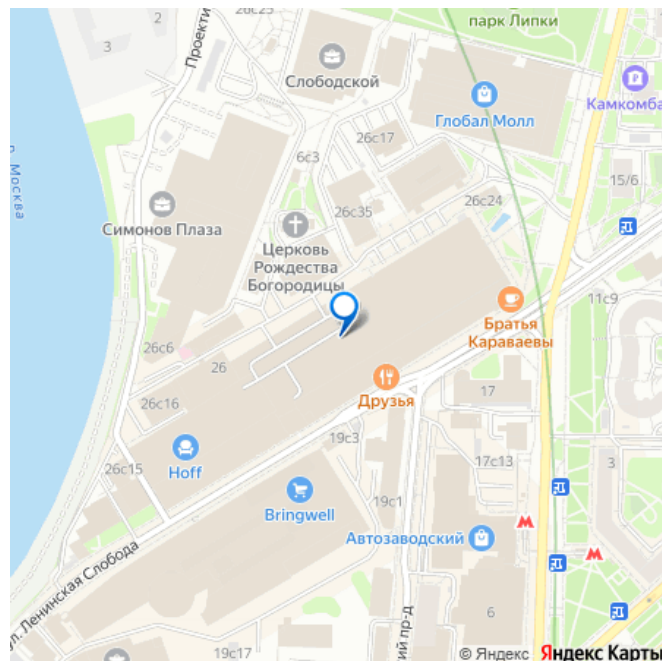 26с25
парк Липки
3
2
Проекти
Слободской
Глобал Молл
Камкомба
р. Москва
26с17
6с3
15/6
Симонов Плаза
26с35
26с24
Церковь
Рождества
Богородицы
11с9
Братья
Караваевы
26с6
26
17
26с16
Друзья
19с3
Hoff
17с13
3
26с15
Bringwell
19с1
Автозаводский
ул. Ленинская Слобода
6
ий пр-д
19с17
© Яндекс Яндекс Карты